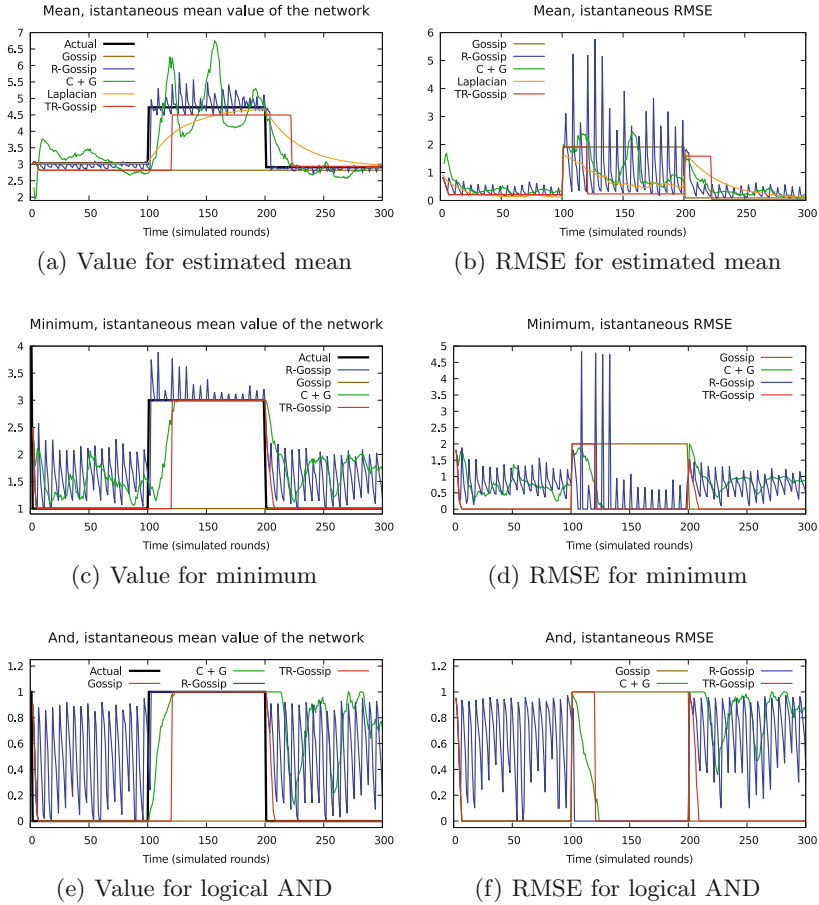 Mean, istantaneous mean value of the network
7
6.5
6
5.5
5
4.5
4
3.5
3
2.5
2
Actual
Gossip
R-Gossip
C + G
Laplacian
TR-Gossip
0 50 100 150 200 250 300
Time (simulated rounds)
(a) Value for estimated mean
Mean, istantaneous RMSE
6
5
4
3
2
1
0
Gossip
R-Gossip
C + G
Laplacian
TR-Gossip
0 50 100 150 200 250 300
Time (simulated rounds)
(b) RMSE for estimated mean
Minimum, istantaneous mean value of the network
4
3.5
3
2.5
2
1.5
1
Actual
R-Gossip
Gossip
C + G
TR-Gossip
0 50 100 150 200 250 300
Time (simulated rounds)
(c) Value for minimum
Minimum, istantaneous RMSE
5
4.5
4
3.5
3
2.5
2
1.5
1
0.5
0
Gossip
C + G
R-Gossip
TR-Gossip
0 50 100 150 200 250 300
Time (simulated rounds)
(d) RMSE for minimum
And, istantaneous mean value of the network
1.2
1
0.8
0.6
0.4
0.2
0
Actual C + G TR-Gossip
Gossip R-Gossip
0 50 100 150 200 250 300
Time (simulated rounds)
(e) Value for logical AND
And, istantaneous RMSE
1.2
1
0.8
0.6
0.4
0.2
0
Gossip R-Gossip
C + G TR-Gossip
0 50 100 150 200 250 300
Time (simulated rounds)
(f) RMSE for logical AND